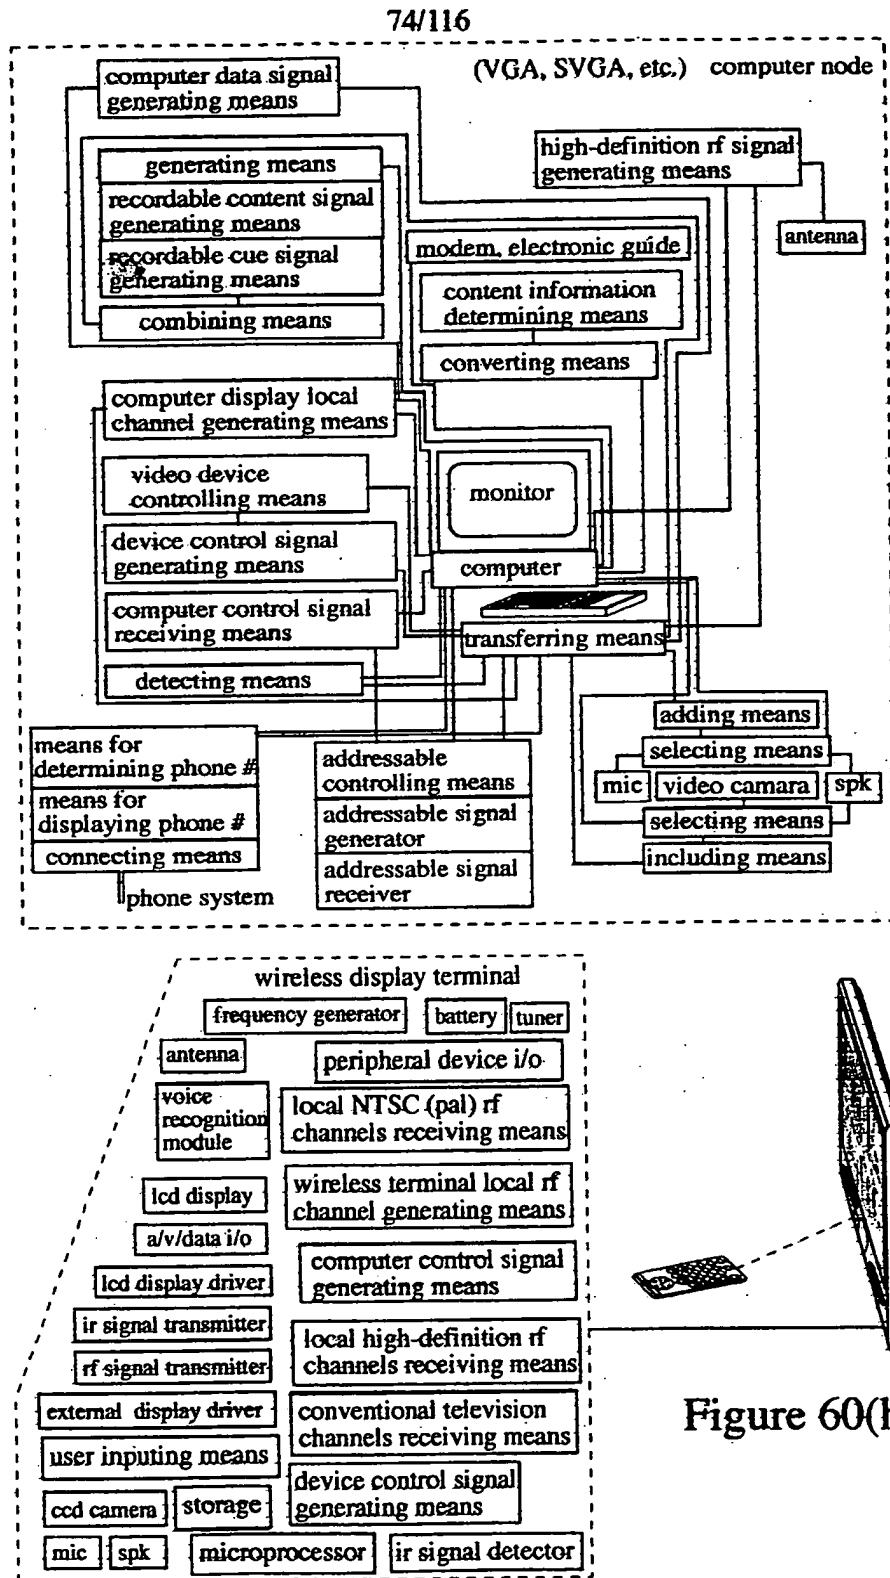 74/116
(VGA, SVGA, etc.) computer node
computer data signal
generating means
high-definition rf signal
generating means
antenna
generating means
recordable content signal
generating means
recordable cue signal
generating means
combining means
modem, electronic guide
content information
determining means
converting means
computer display local
channel generating means
video device
controlling means
monitor
device control signal
generating means
computer
computer control signal
receiving means
transferring means
detecting means
adding means
selecting means
mic
video camara
spk
selecting means
including means
means for
determining phone #
means for
displaying phone #
connecting means
phone system
addressable
controlling means
addressable signal
generator
addressable signal
receiver
wireless display terminal
frequency generator
battery
tuner
antenna
peripheral device i/o
voice
recognition
module
local NTSC (pal) rf
channels receiving means
lcd display
wireless terminal local rf
channel generating means
a/v/data i/o
computer control signal
generating means
lcd display driver
ir signal transmitter
local high-definition rf
channels receiving means
rf signal transmitter
external display driver
conventional television
channels receiving means
user inputing means
device control signal
generating means
ccd camera
storage
mic
spk
microprocessor
ir signal detector
Figure 60(